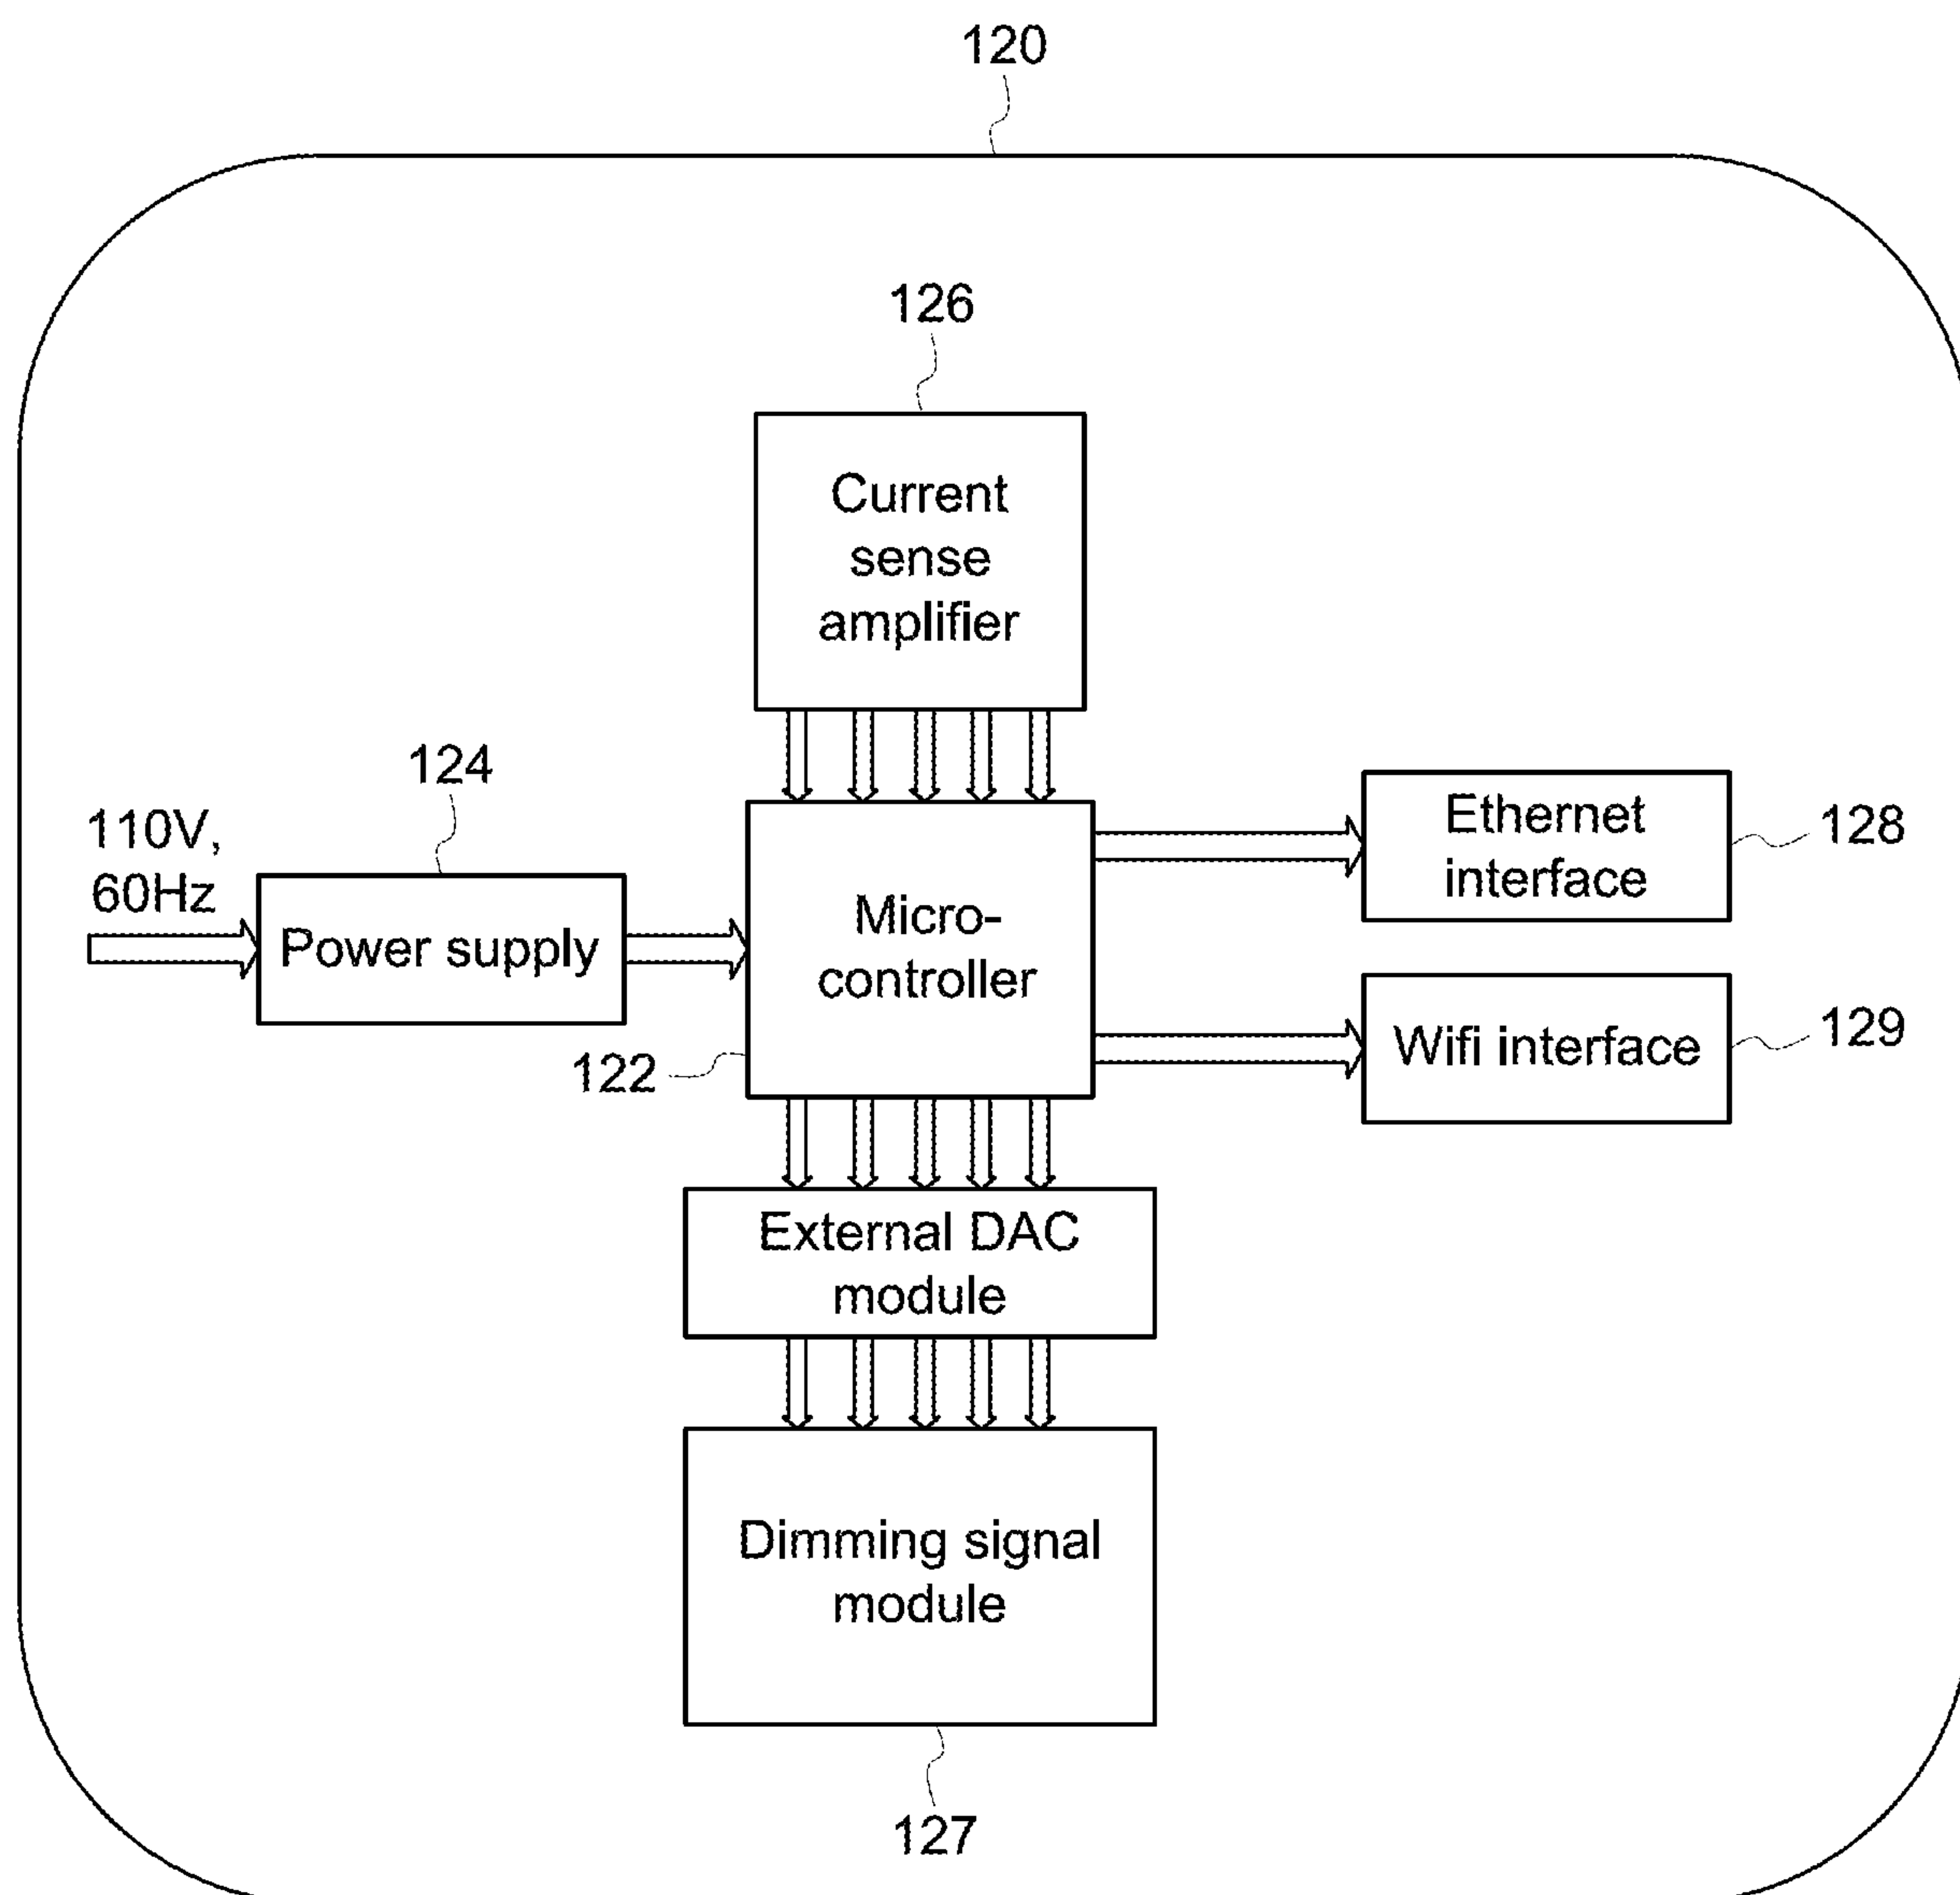 120
126
Current
sense
amplifier
124
110V,
60Hz
Power supply
Micro-
controller
122
Ethernet
interface
128
Wifi interface
129
External DAC
module
Dimming signal
module
127